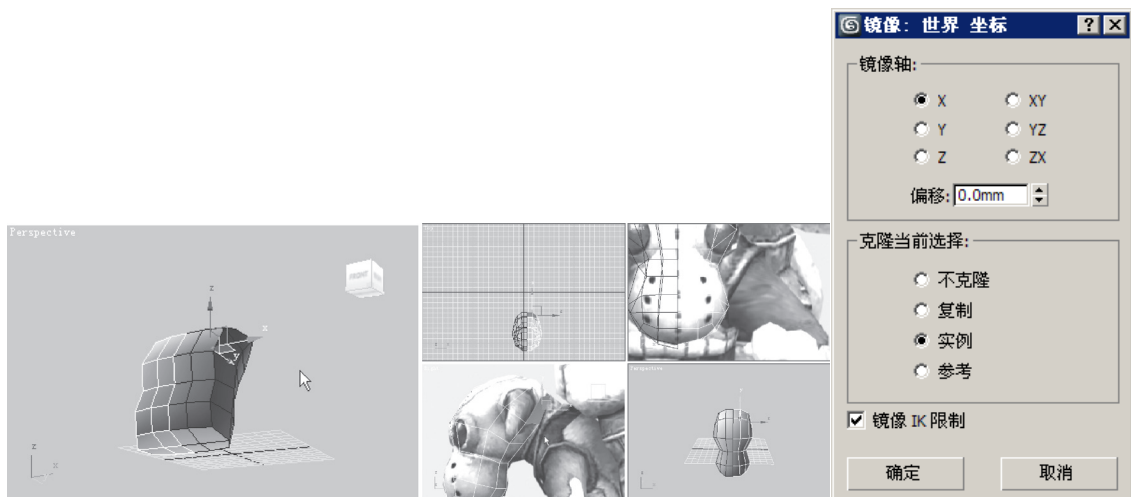 镜像: 世界 坐标
镜像轴:
X XY
Y YZ
Z ZX
偏移: 0.0mm
克隆当前选择:
不克隆
复制
实例
参考
镜像 IK 限制
确定 取消
Perspective
FRONT
z
x
y
z
x
Perspective